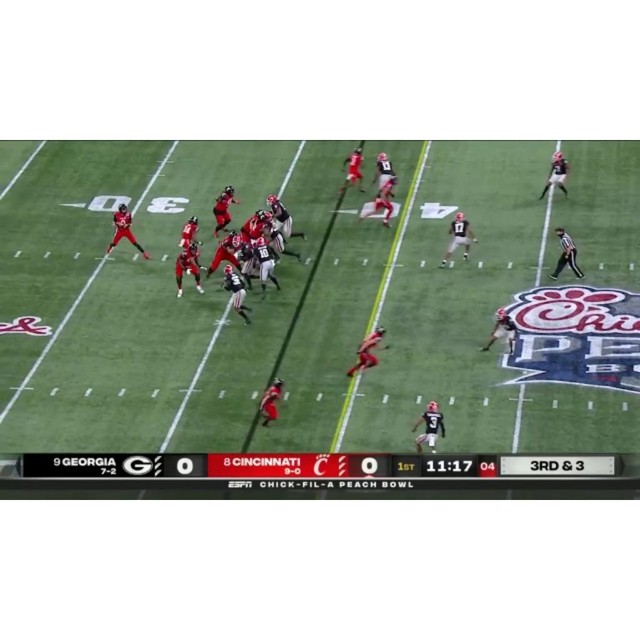 30
4
9 GEORGIA 7-2 G 0 8 CINCINNATI 9-0 C 0 1ST 11:17 04 3RD & 3
ESPN CHICK-FIL-A PEACH BOWL